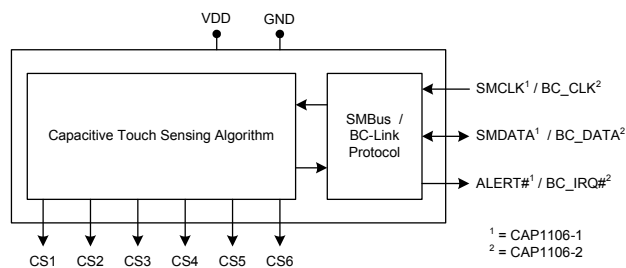 VDD GND
Capacitive Touch Sensing Algorithm
SMBus /
BC-Link
Protocol
SMCLK¹ / BC_CLK²
SMDATA¹ / BC_DATA²
ALERT#¹ / BC_IRQ#²
CS1 CS2 CS3 CS4 CS5 CS6
¹ = CAP1106-1
² = CAP1106-2